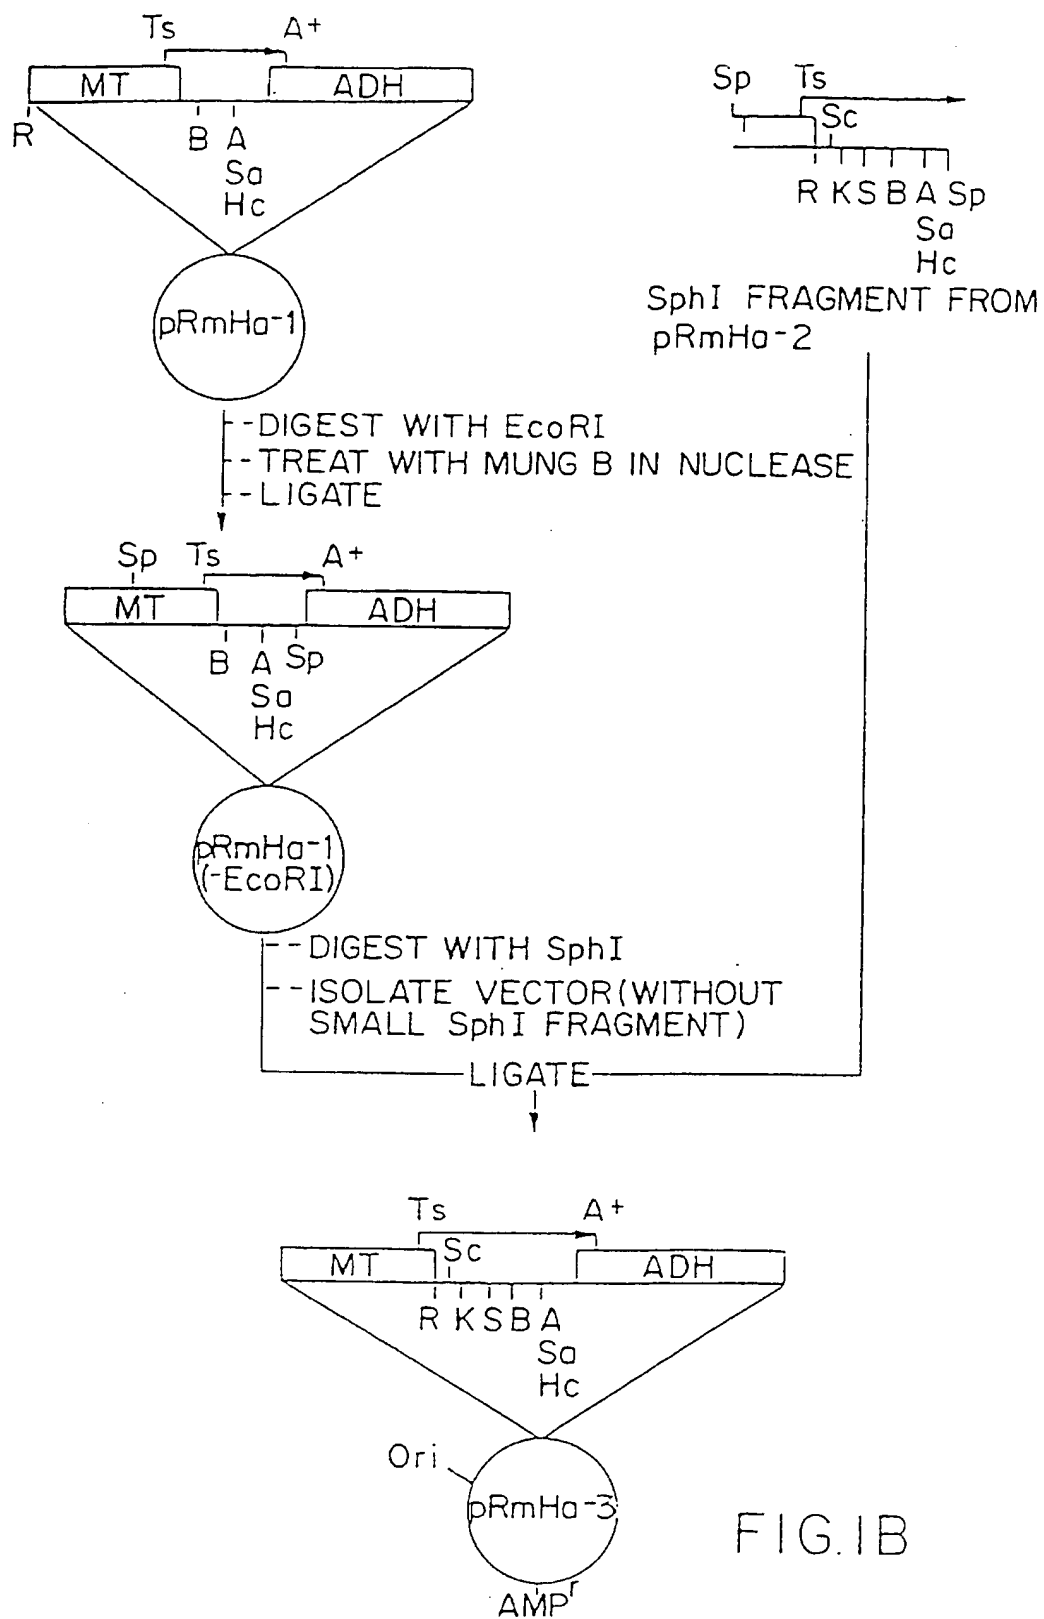 Ts A+
MT ADH
R B A
Sa
Hc
pRmHa-1
Sp Ts
Sc
R K S B A Sp
Sa
Hc
SphI FRAGMENT FROM
pRmHa-2
--DIGEST WITH EcoRI
--TREAT WITH MUNG B IN NUCLEASE
--LIGATE
Sp Ts A+
MT ADH
B A Sp
Sa
Hc
pRmHa-1
(-EcoRI)
--DIGEST WITH SphI
--ISOLATE VECTOR(WITHOUT
SMALL SphI FRAGMENT)
LIGATE
Ts A+
Sc
MT ADH
R K S B A
Sa
Hc
Ori
pRmHa-3
AMPr
FIG.1B